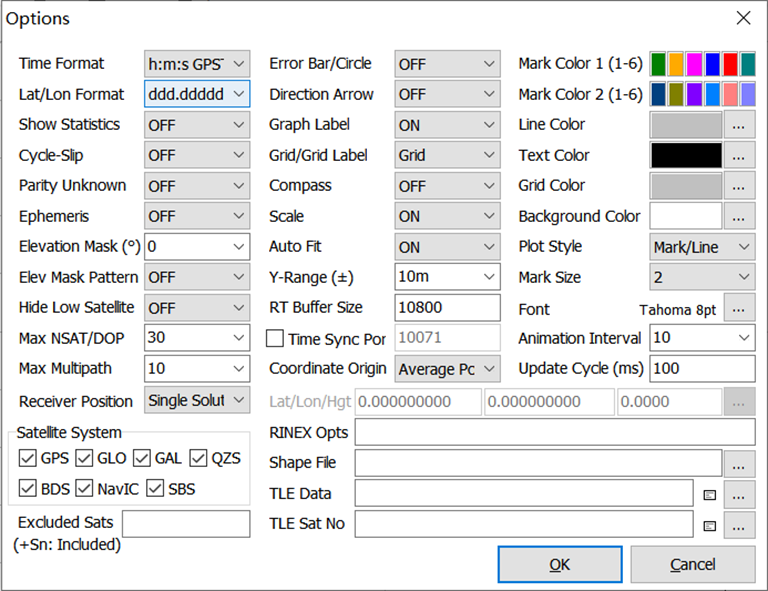 Options
Time Format h:m:s GPST Error Bar/Circle OFF Mark Color 1 (1-6)
Lat/Lon Format ddd.ddddd Direction Arrow OFF Mark Color 2 (1-6)
Show Statistics OFF Graph Label ON Line Color ...
Cycle-Slip OFF Grid/Grid Label Grid Text Color ...
Parity Unknown OFF Compass OFF Grid Color ...
Ephemeris OFF Scale ON Background Color ...
Elevation Mask (°) 0 Auto Fit ON Plot Style Mark/Line
Elev Mask Pattern OFF Y-Range (±) 10m Mark Size 2
Hide Low Satellite OFF RT Buffer Size 10800 Font Tahoma 8pt ...
Max NSAT/DOP 30 Time Sync Por 10071 Animation Interval 10
Max Multipath 10 Coordinate Origin Average Pc Update Cycle (ms) 100
Receiver Position Single Solut Lat/Lon/Hgt 0.000000000 0.000000000 0.0000 ...
Satellite System RINEX Opts
GPS GLO GAL QZS Shape File ...
BDS NavIC SBS TLE Data ...
Excluded Sats TLE Sat No ...
(+Sn: Included)
OK Cancel